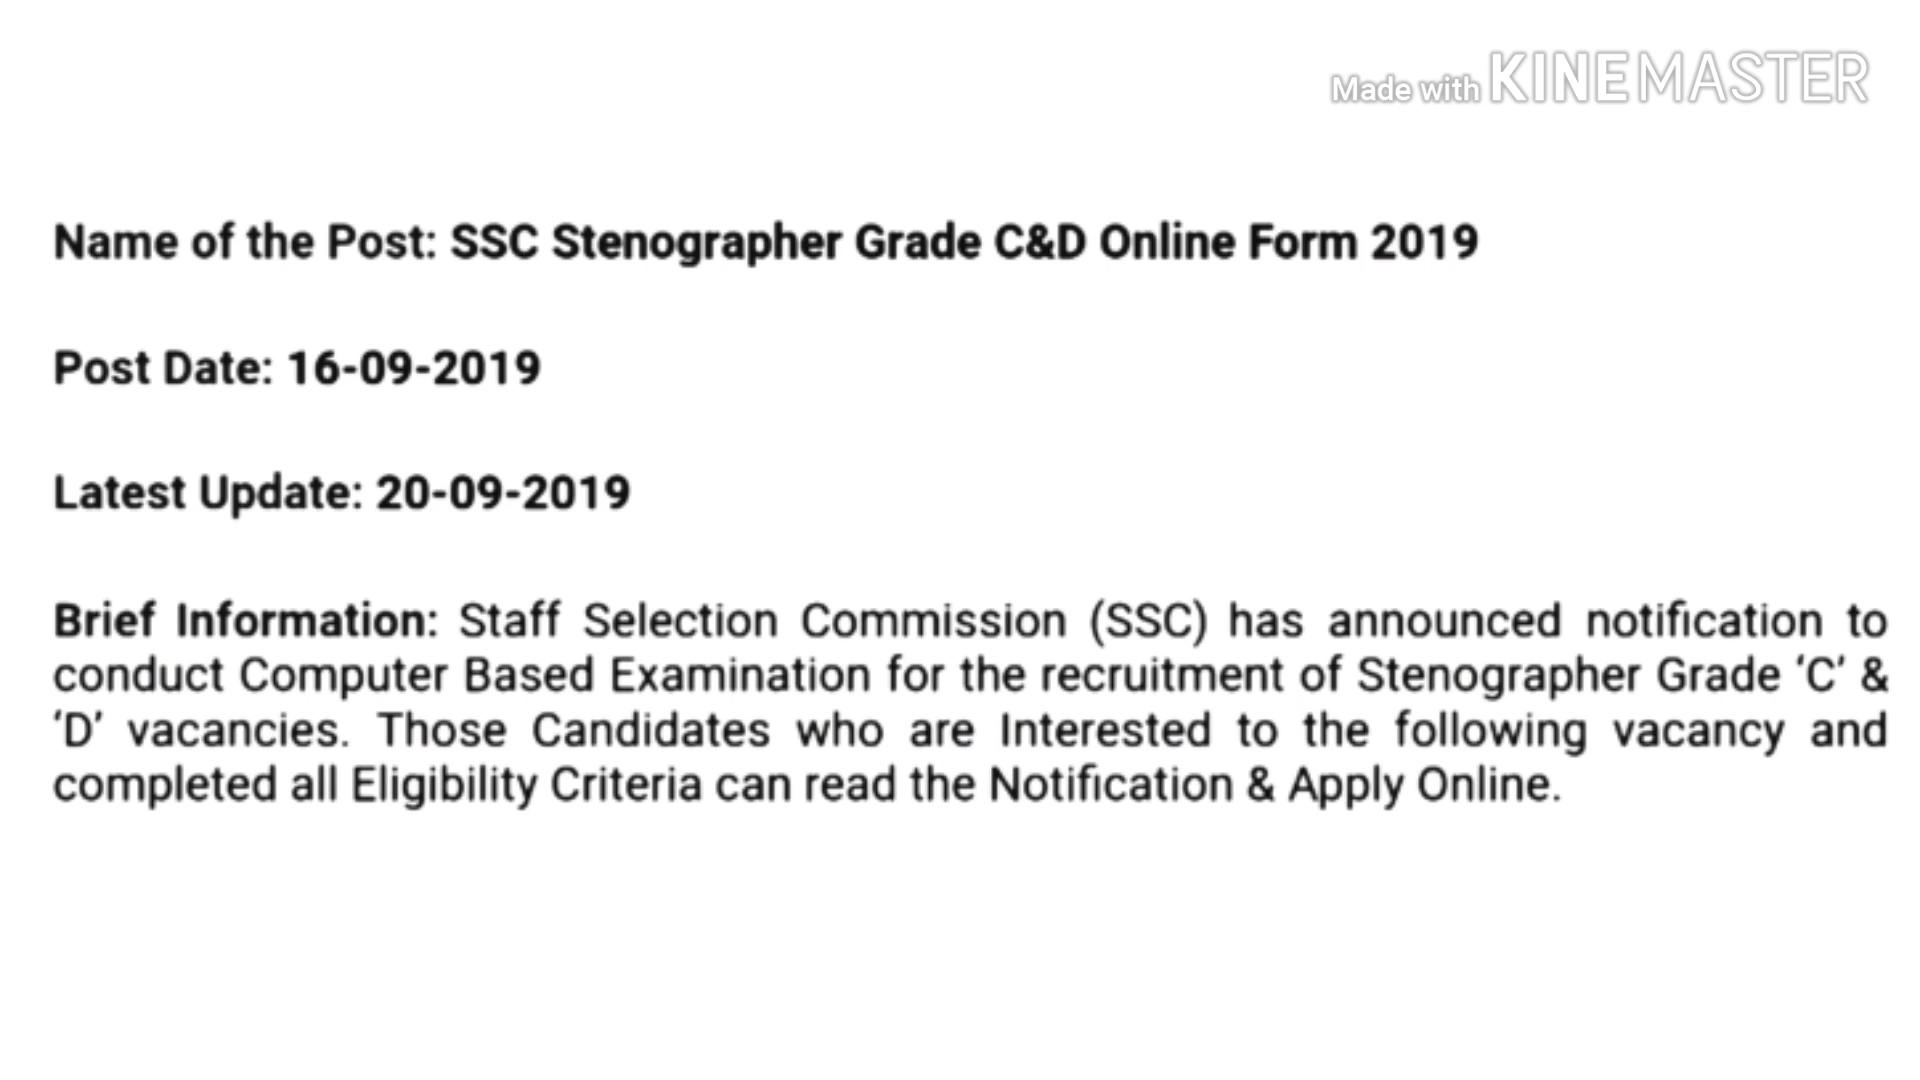 Made with KINEMASTER
Name of the Post: SSC Stenographer Grade C&D Online Form 2019
Post Date: 16-09-2019
Latest Update: 20-09-2019
Brief Information: Staff Selection Commission (SSC) has announced notification to
conduct Computer Based Examination for the recruitment of Stenographer Grade ‘C’ &
‘D’ vacancies. Those Candidates who are Interested to the following vacancy and
completed all Eligibility Criteria can read the Notification & Apply Online.